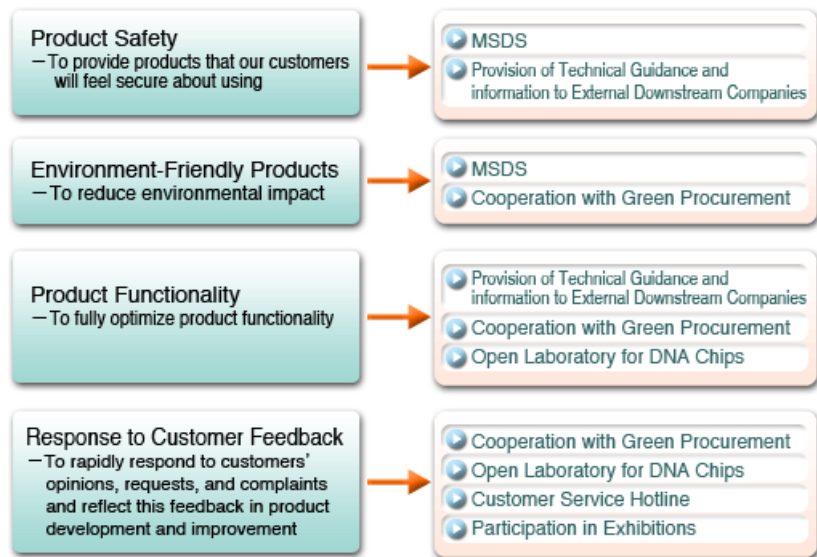 Product Safety
—To provide products that our customers
will feel secure about using
MSDS
Provision of Technical Guidance and
information to External Downstream Companies
Environment-Friendly Products
—To reduce environmental impact
MSDS
Cooperation with Green Procurement
Product Functionality
—To fully optimize product functionality
Provision of Technical Guidance and
information to External Downstream Companies
Cooperation with Green Procurement
Open Laboratory for DNA Chips
Response to Customer Feedback
—To rapidly respond to customers'
opinions, requests, and complaints
and reflect this feedback in product
development and improvement
Cooperation with Green Procurement
Open Laboratory for DNA Chips
Customer Service Hotline
Participation in Exhibitions